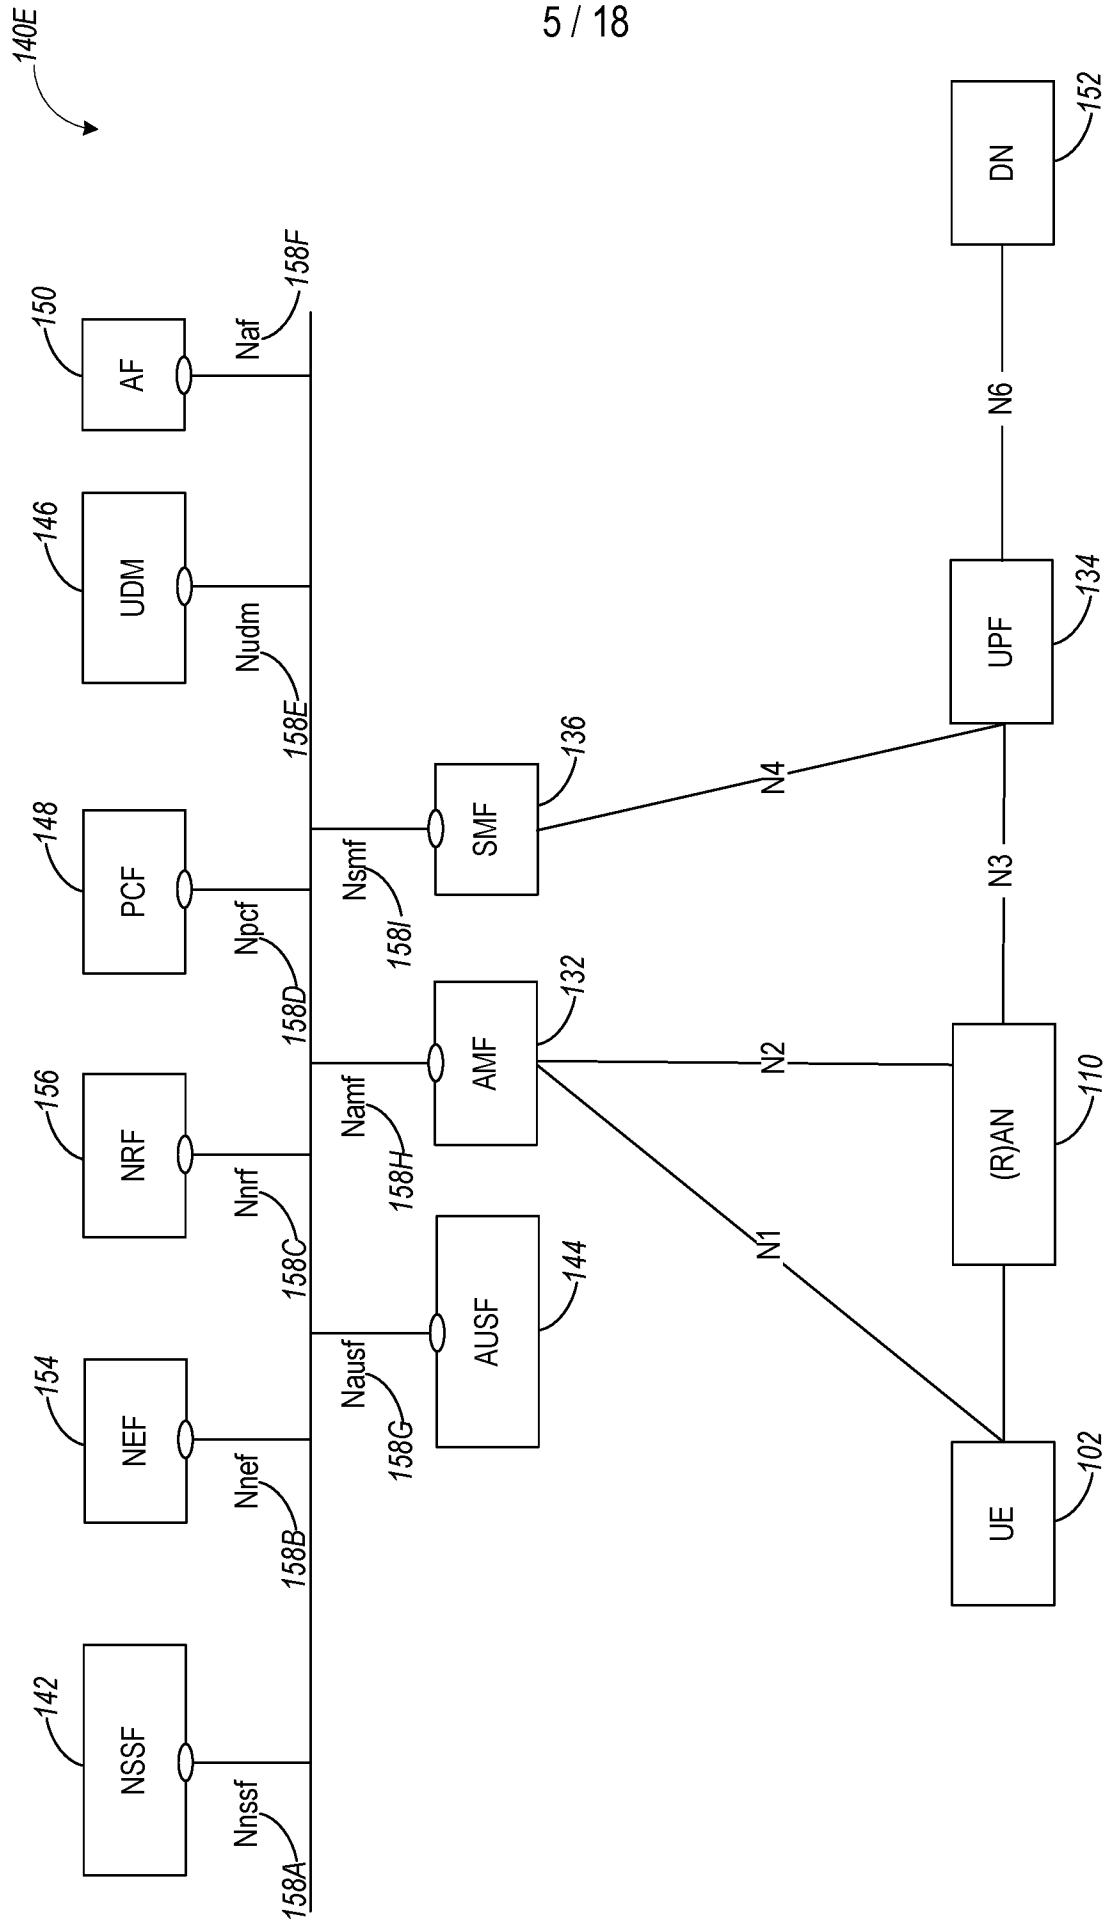 5 / 18
140E
142
154
156
148
146
150
NSSF
NEF
NRF
PCF
UDM
AF
Nnssf
Nnef
Nnrf
Npcf
Nudm
Naf
158A
158B
158C
158D
158E
158F
Nausf
Namf
Nsmf
158G
158H
158I
AUSF
AMF
SMF
144
132
136
N1
N2
N4
UE
(R)AN
N3
UPF
N6
DN
102
110
134
152